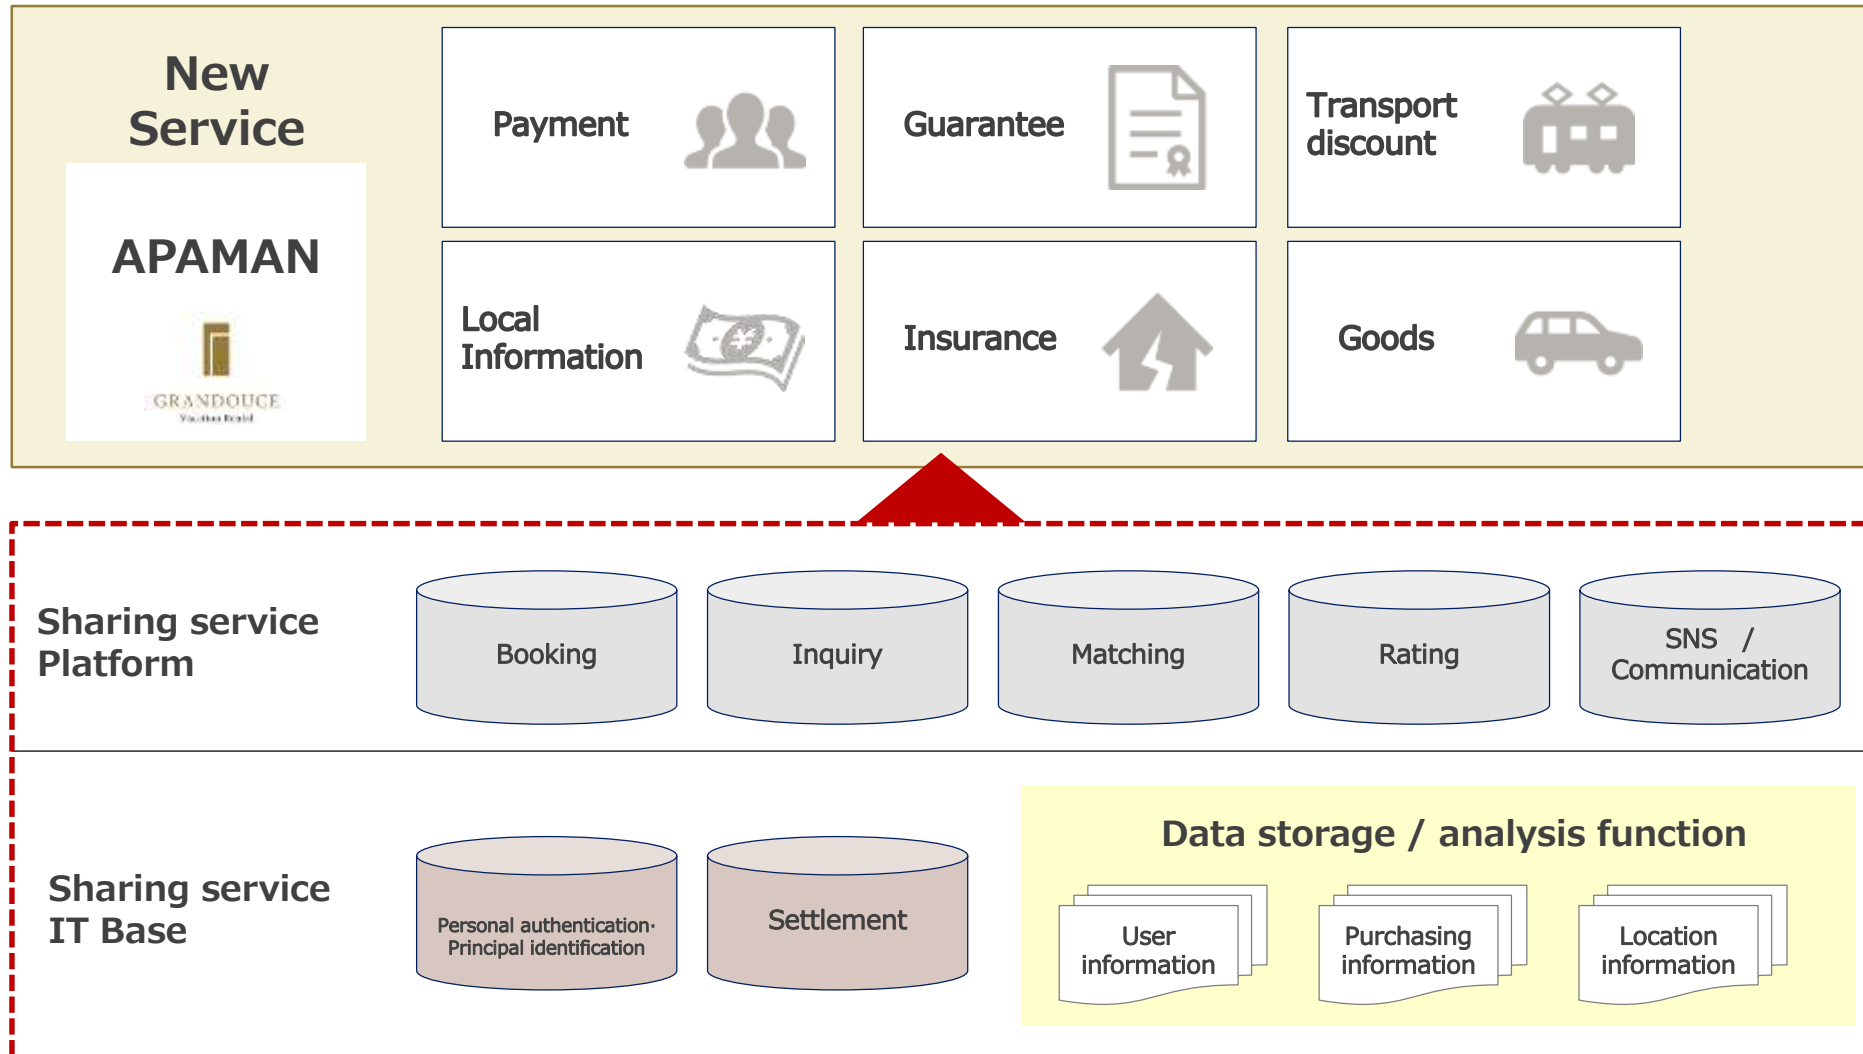 New
Service
APAMAN
GRANDOUCE
Vacation Rental
Payment
Guarantee
Transport
discount
Local
Information
Insurance
Goods
Sharing service
Platform
Booking
Inquiry
Matching
Rating
SNS /
Communication
Sharing service
IT Base
Personal authentication·
Principal identification
Settlement
Data storage / analysis function
User
information
Purchasing
information
Location
information